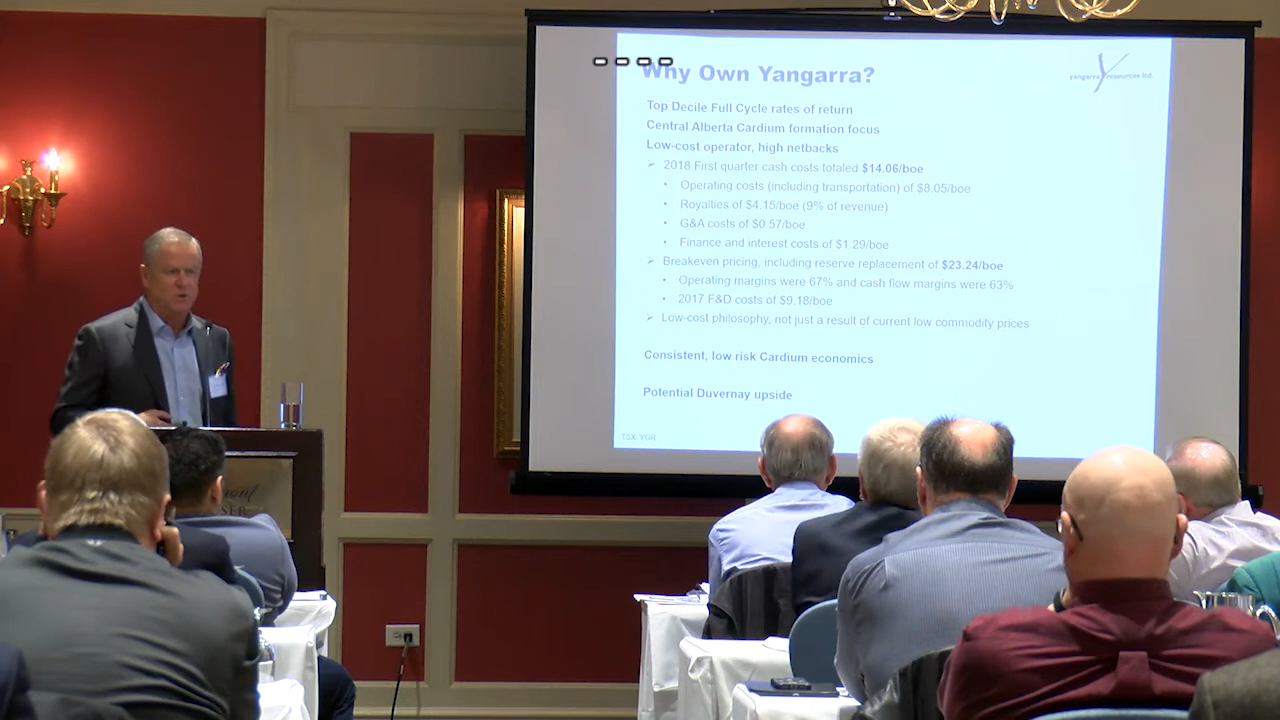 Why Own Yangarra?
yangarra resources ltd.
Top Decile Full Cycle rates of return
Central Alberta Cardium formation focus
Low-cost operator, high netbacks
➢ 2018 First quarter cash costs totaled $14.06/boe
• Operating costs (including transportation) of $8.05/boe
• Royalties of $4.15/boe (9% of revenue)
• G&A costs of $0.57/boe
• Finance and interest costs of $1.29/boe
➢ Breakeven pricing, including reserve replacement of $23.24/boe
• Operating margins were 67% and cash flow margins were 63%
• 2017 F&D costs of $9.18/boe
➢ Low-cost philosophy, not just a result of current low commodity prices
Consistent, low risk Cardium economics
Potential Duvernay upside
TSX: YGR